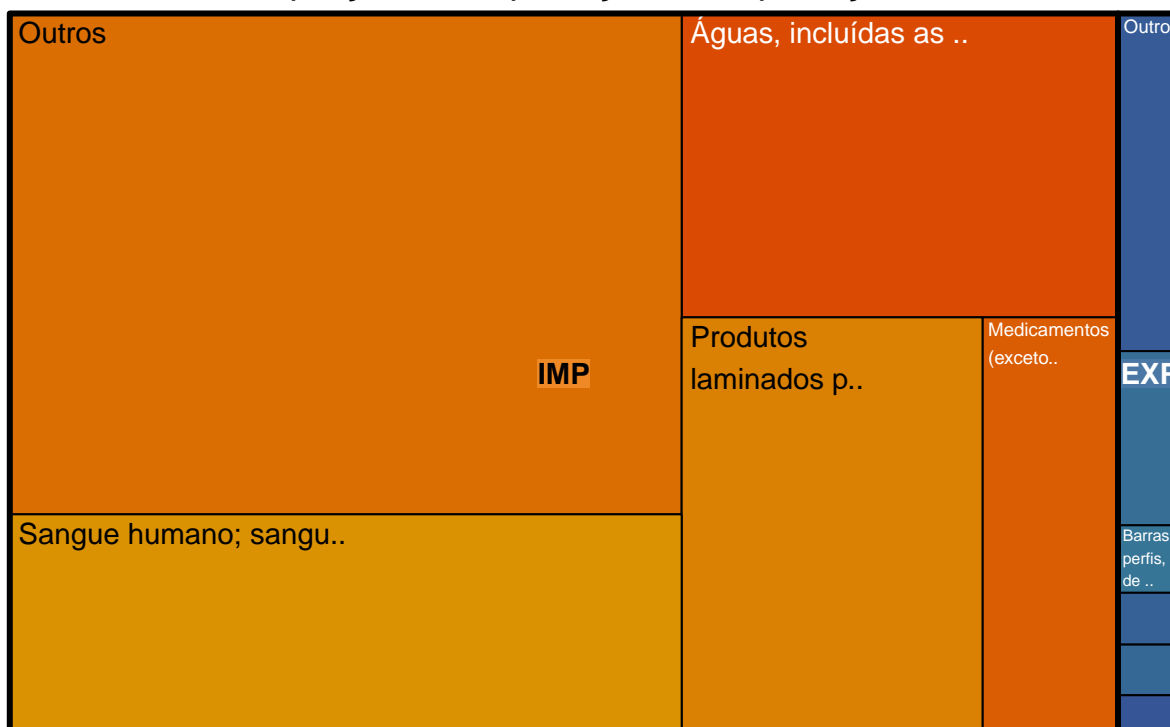 Outros
Águas, incluídas as ..
Outro
Produtos
laminados p..
Medicamentos
(exceto..
IMP
EXP
Sangue humano; sangu..
Barras
perfis,
de ..